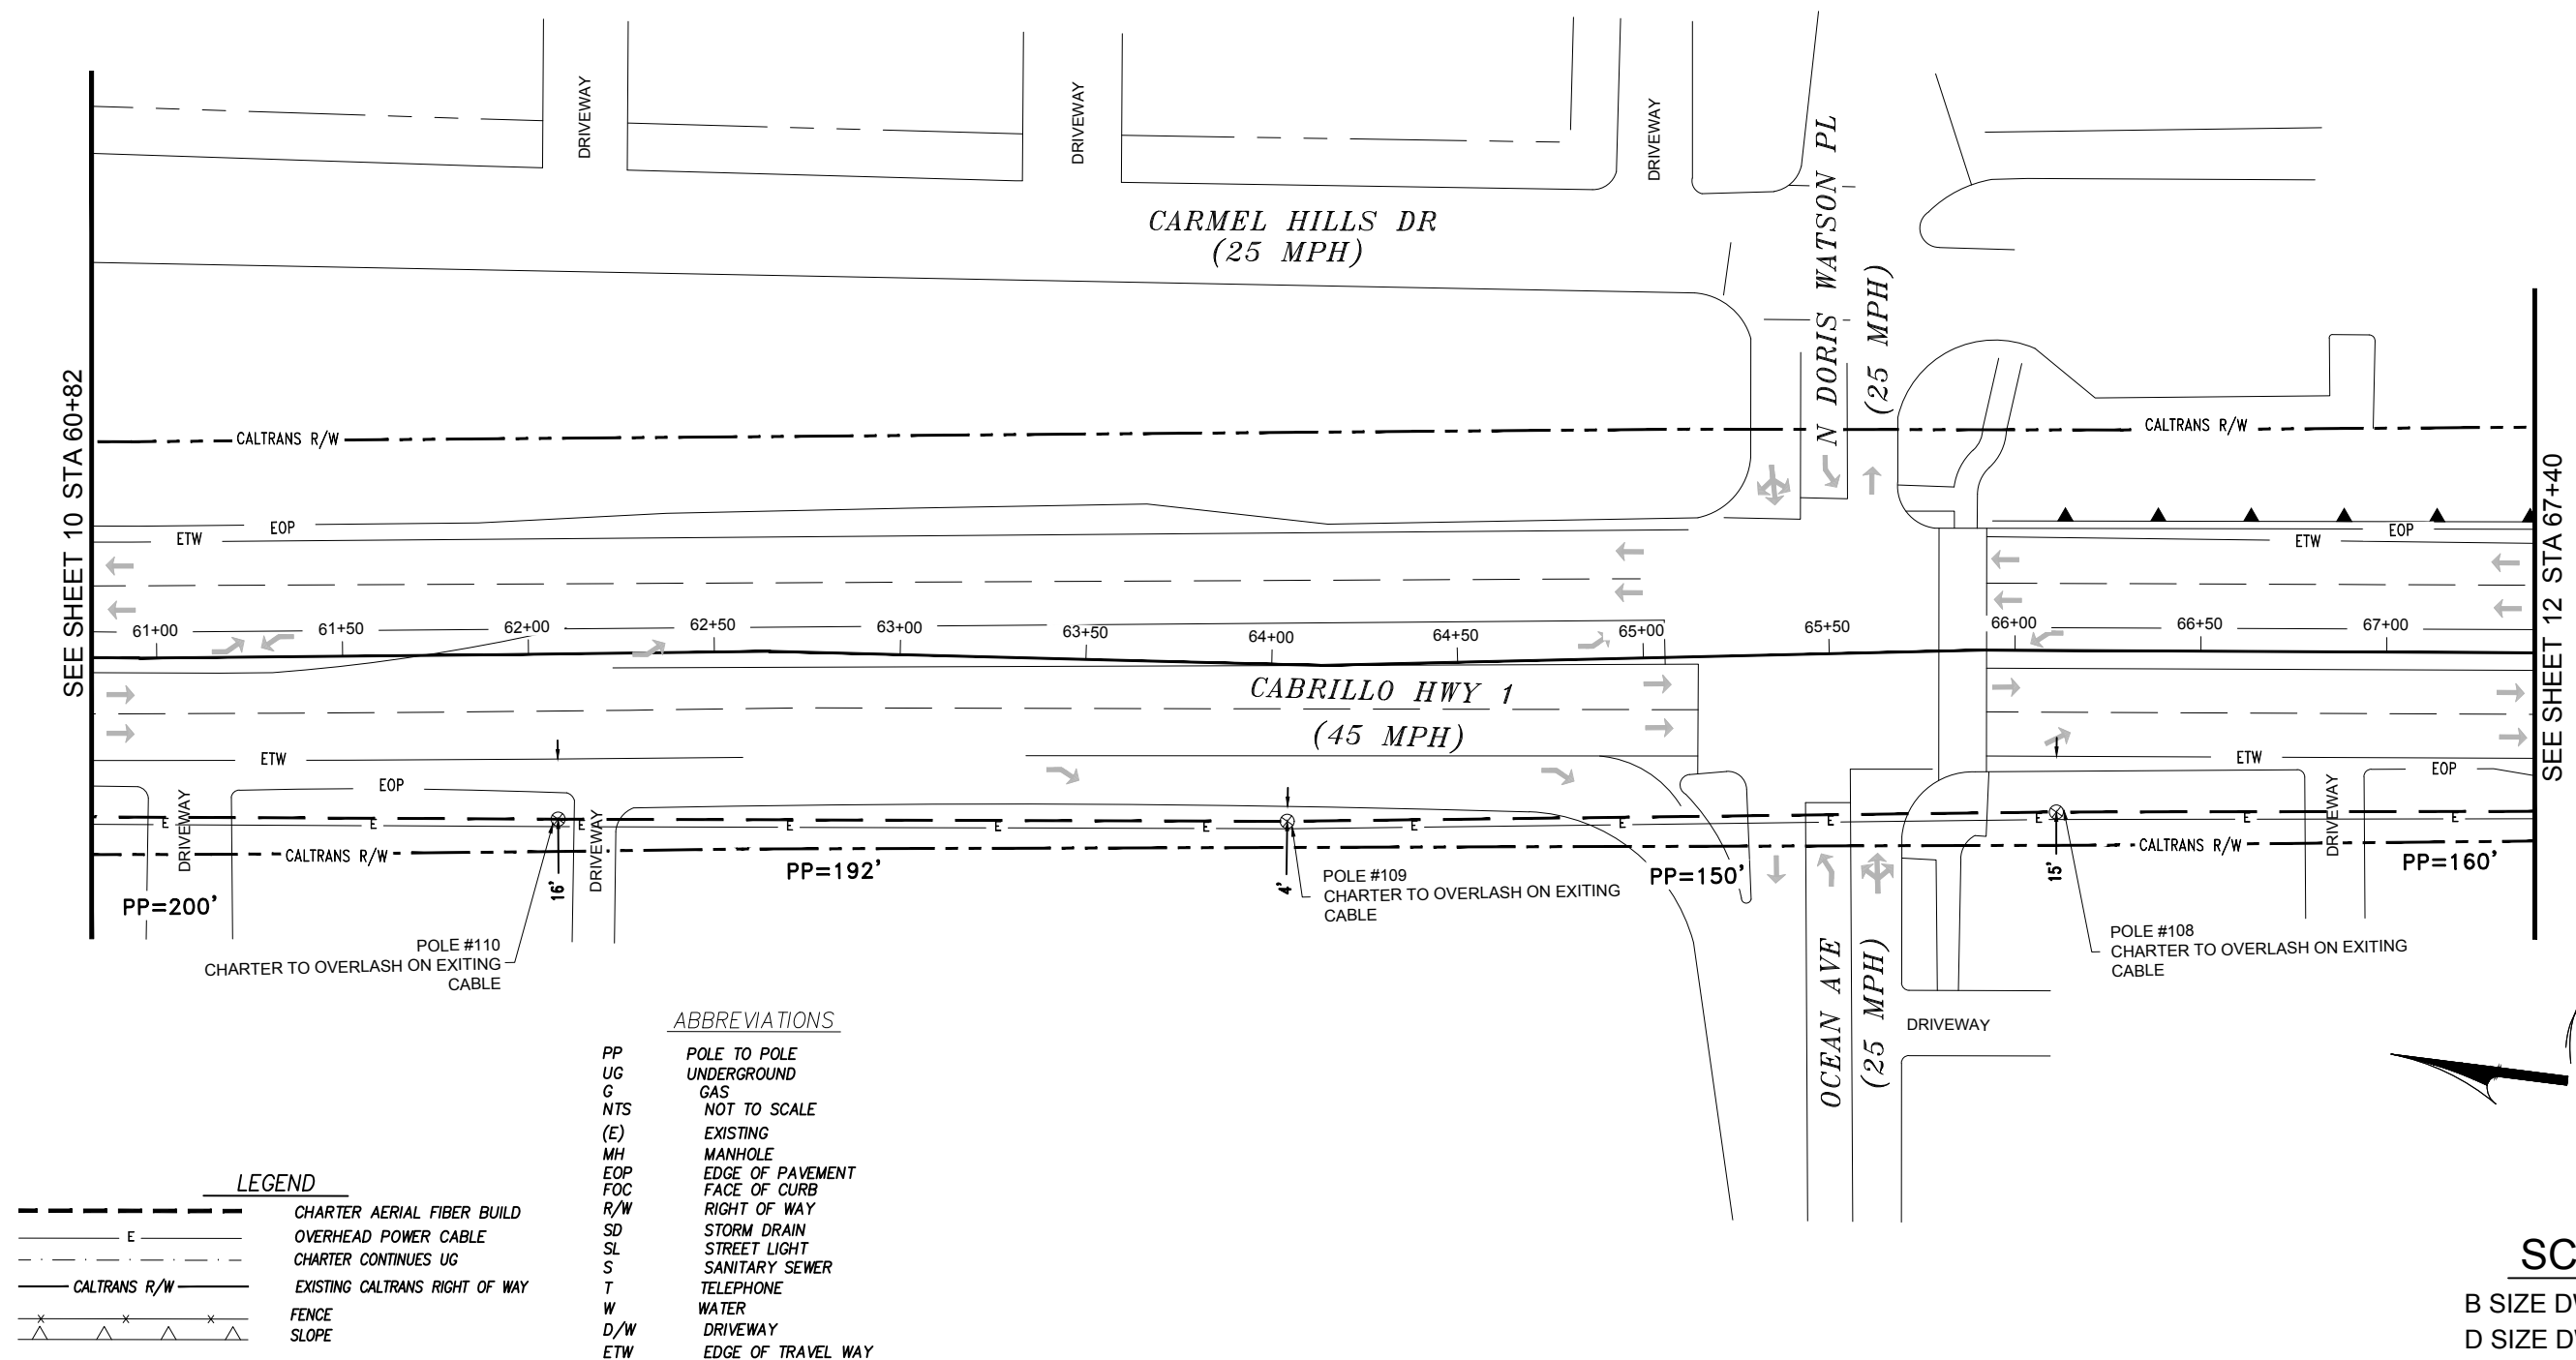 DRIVEWAY
DRIVEWAY
DRIVEWAY
N DORIS WATSON PL
(25 MPH)
CARMEL HILLS DR
(25 MPH)
SEE SHEET 10 STA 60+82
CALTRANS R/W
CALTRANS R/W
SEE SHEET 12 STA 67+40
EOP
ETW
EOP
ETW
61+00
61+50
62+00
62+50
63+00
63+50
64+00
64+50
65+00
65+50
66+00
66+50
67+00
CABRILLO HWY 1
(45 MPH)
ETW
EOP
ETW
EOP
E
E
E
E
E
E
E
E
E
E
E
E
DRIVEWAY
DRIVEWAY
DRIVEWAY
CALTRANS R/W
CALTRANS R/W
PP=200'
PP=192'
PP=150'
PP=160'
16'
4'
15'
POLE #110
CHARTER TO OVERLASH ON EXITING
CABLE
POLE #109
CHARTER TO OVERLASH ON EXITING
CABLE
POLE #108
CHARTER TO OVERLASH ON EXITING
CABLE
OCEAN AVE
(25 MPH)
DRIVEWAY
ABBREVIATIONS
PP POLE TO POLE
UG UNDERGROUND
G GAS
NTS NOT TO SCALE
(E) EXISTING
MH MANHOLE
EOP EDGE OF PAVEMENT
FOC FACE OF CURB
R/W RIGHT OF WAY
SD STORM DRAIN
SL STREET LIGHT
S SANITARY SEWER
T TELEPHONE
W WATER
D/W DRIVEWAY
ETW EDGE OF TRAVEL WAY
LEGEND
CHARTER AERIAL FIBER BUILD
E OVERHEAD POWER CABLE
CHARTER CONTINUES UG
CALTRANS R/W EXISTING CALTRANS RIGHT OF WAY
x x x FENCE
SLOPE
SC
B SIZE
D SIZE